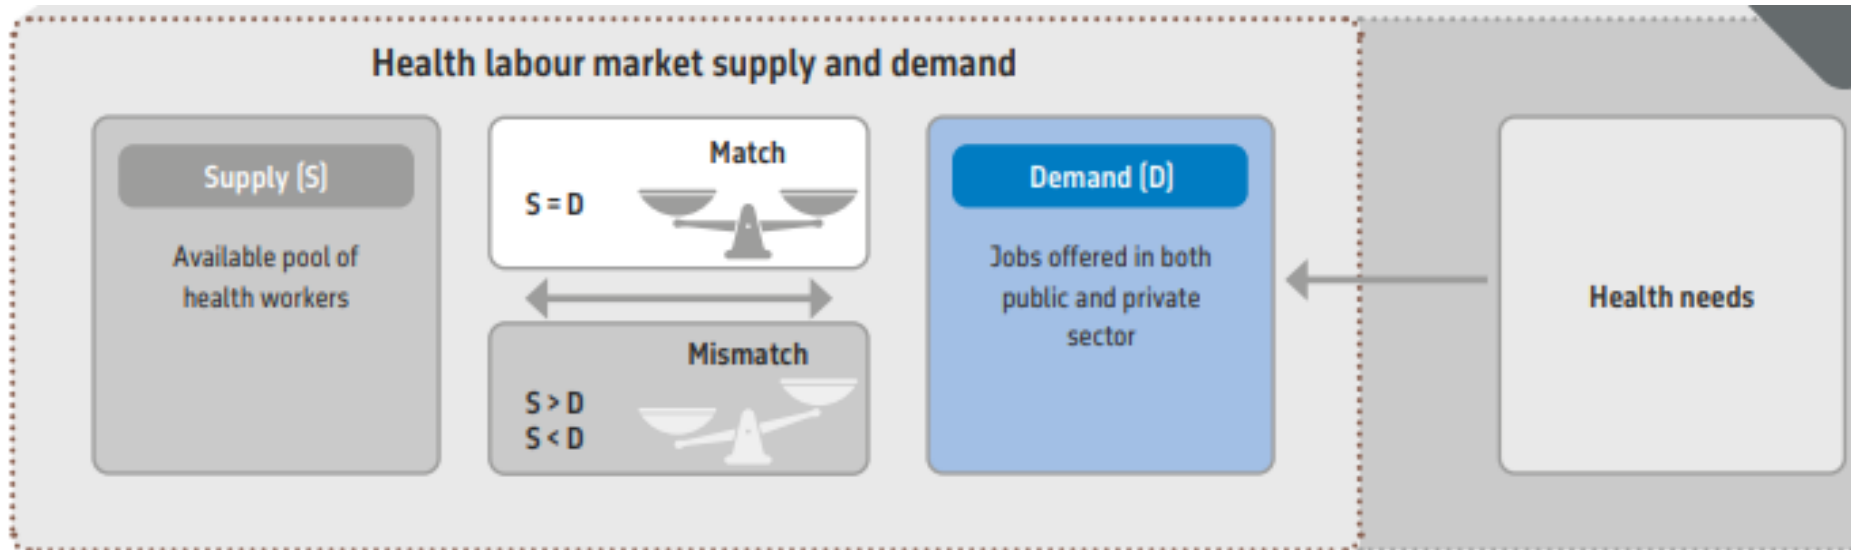 Health labour market supply and demand
Supply (S)
Available pool of
health workers
Match
S = D
Mismatch
S > D
S < D
Demand (D)
Jobs offered in both
public and private
sector
Health needs